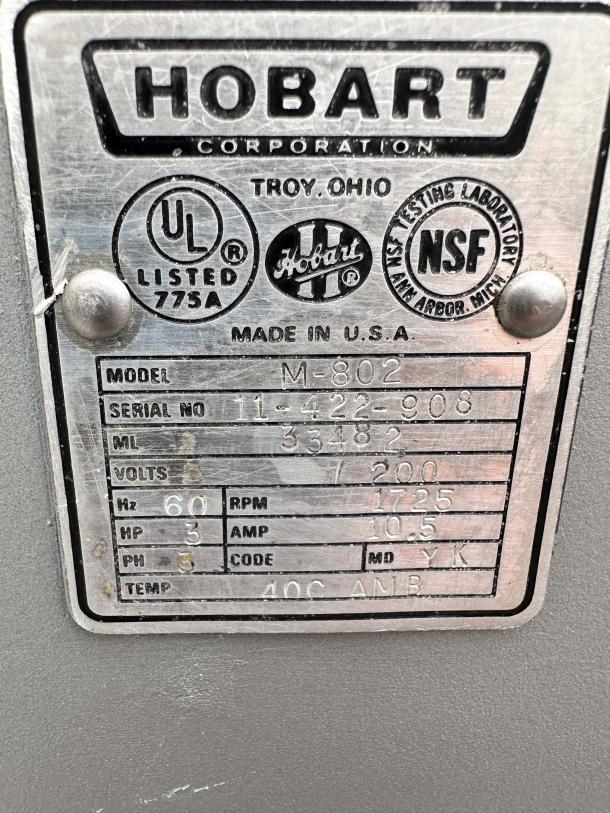 HOBART
CORPORATION
TROY, OHIO
UL ®
LISTED
775A
H
Hobart ®
NSF TESTING LABORATORY
NSF
ANN ARBOR, MICH
MADE IN U.S.A.
MODEL M-802
SERIAL NO 11-422-908
ML 33482
VOLTS / 200
Hz 60 RPM 1725
HP 3 AMP 10.5
PH 3 CODE MD YK
TEMP 40C AMB